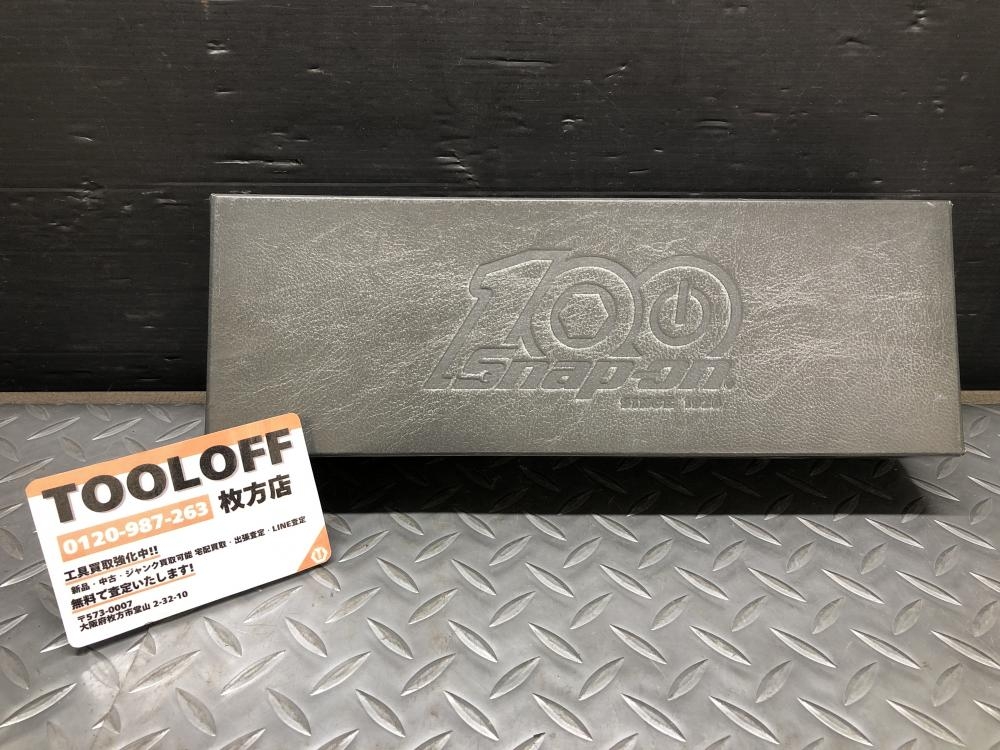 100
Snap-on®
SINCE 1920
TOOLOFF
0120-987-263 枚方店
工具買取強化中!!
新品・中古・ジャンク買取可能 宅配買取・出張査定・LINE査定
無料で査定いたします!
〒573-0007
大阪府枚方市堂山 2-32-10